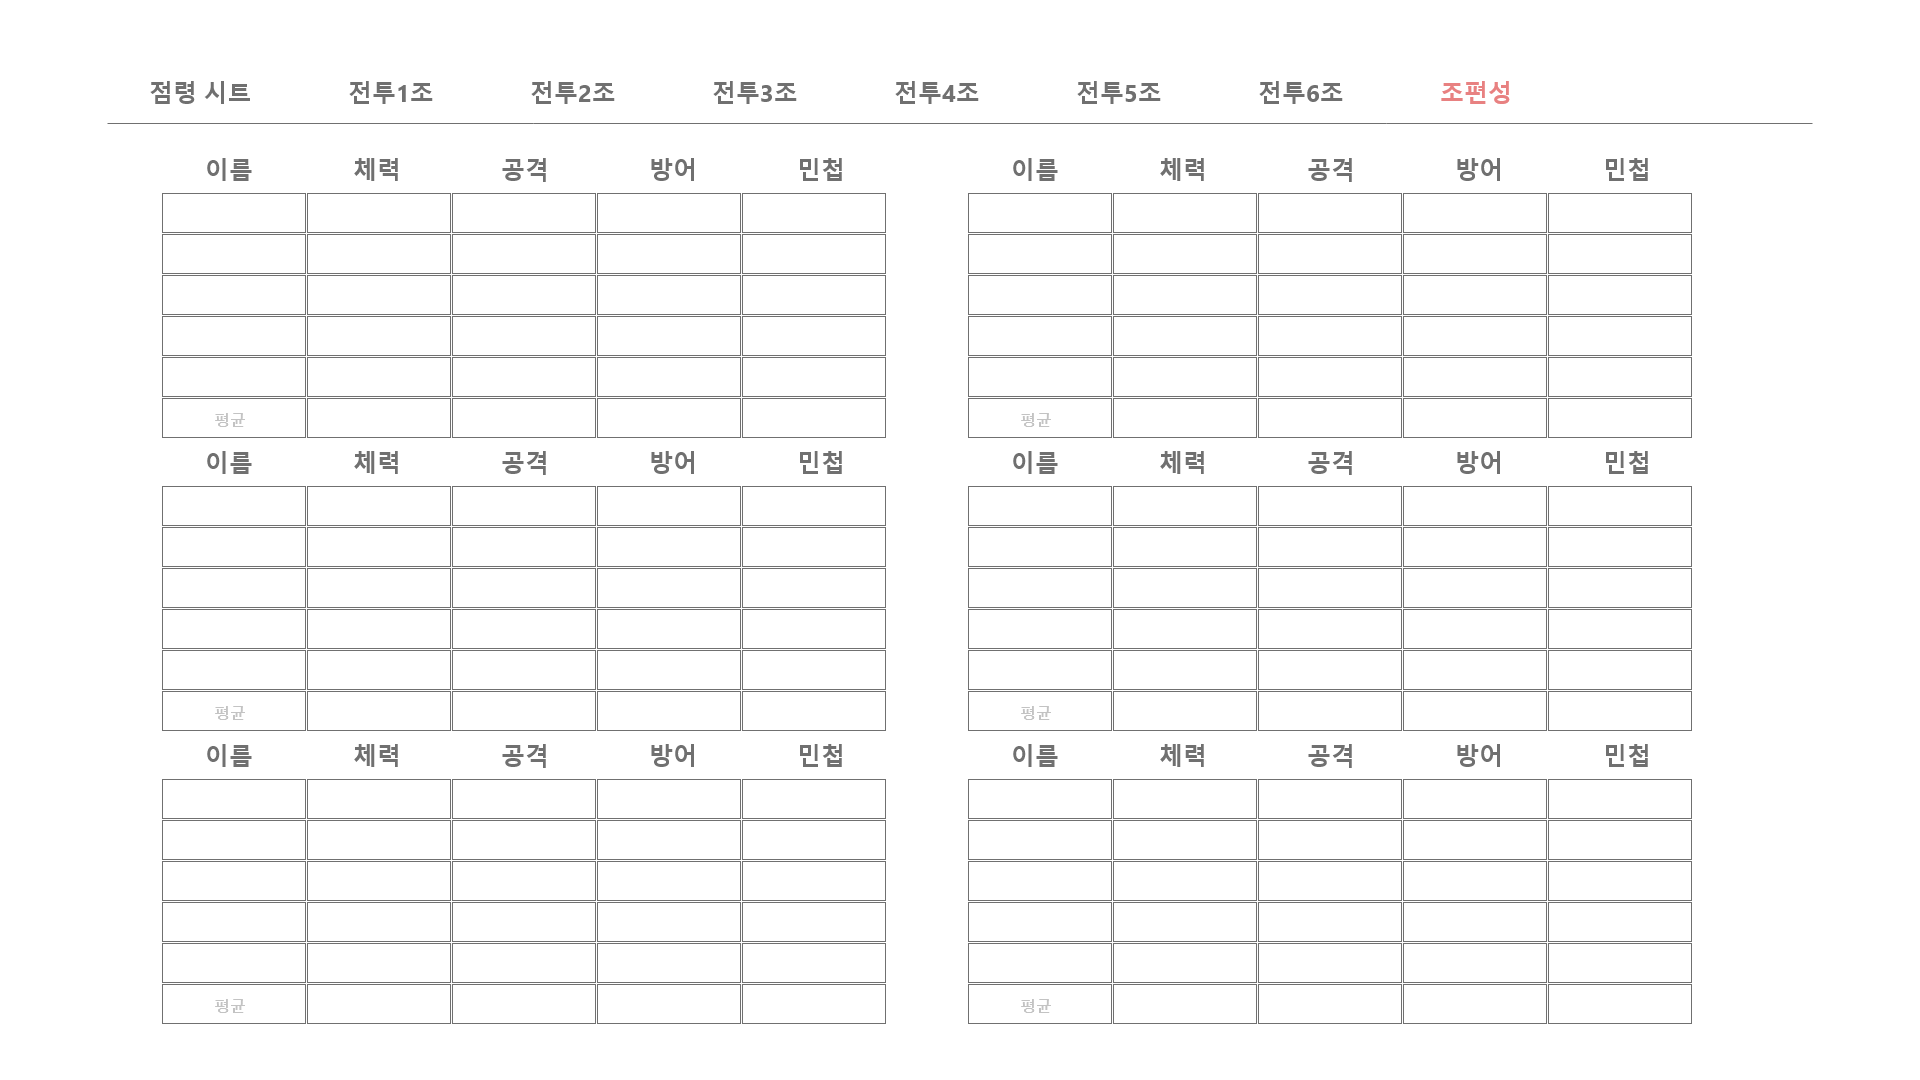 점령 시트 전투1조 전투2조 전투3조 전투4조 전투5조 전투6조 조편성
이름 체력 공격 방어 민첩 이름 체력 공격 방어 민첩
평균 평균
이름 체력 공격 방어 민첩 이름 체력 공격 방어 민첩
평균 평균
이름 체력 공격 방어 민첩 이름 체력 공격 방어 민첩
평균 평균